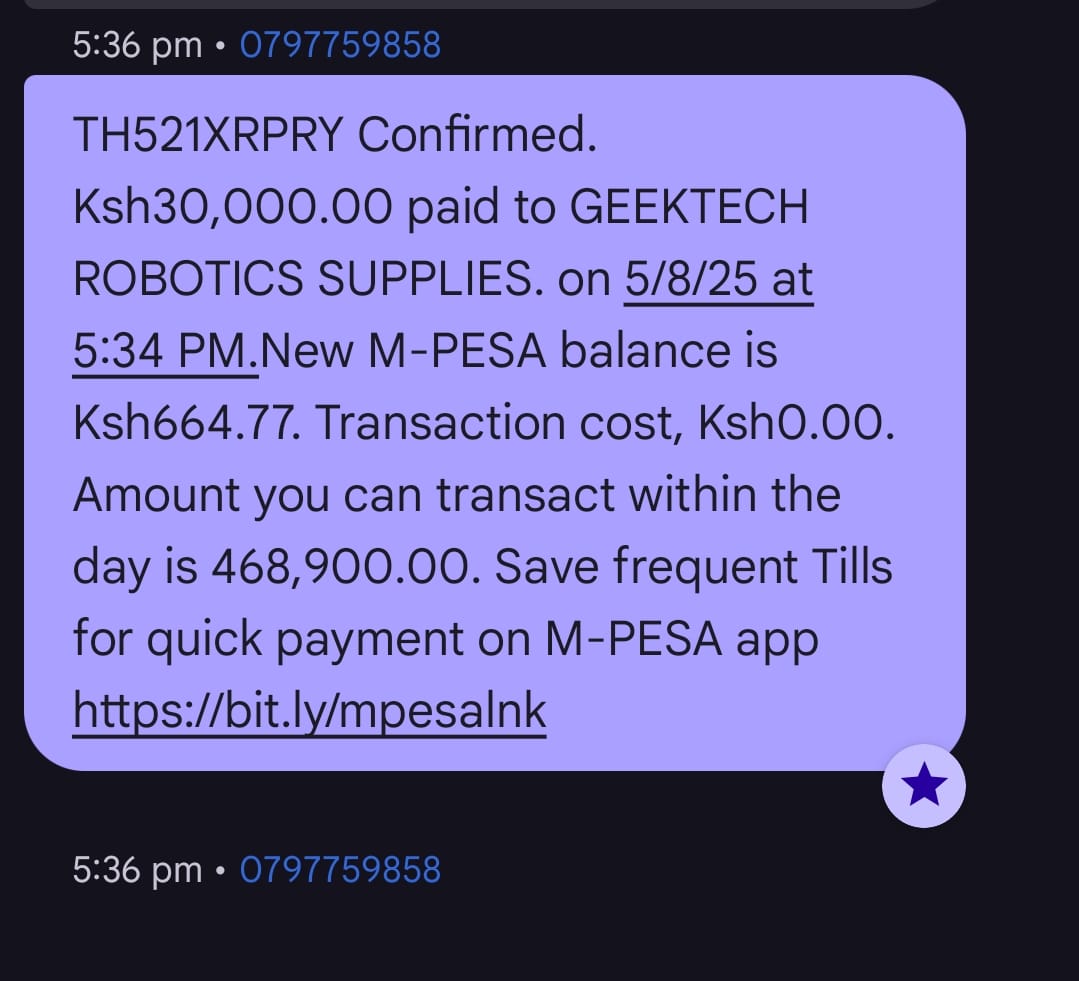 5:36 pm • 0797759858
TH521XRPRY Confirmed.
Ksh30,000.00 paid to GEEKTECH
ROBOTICS SUPPLIES. on 5/8/25 at
5:34 PM.New M-PESA balance is
Ksh664.77. Transaction cost, Ksh0.00.
Amount you can transact within the
day is 468,900.00. Save frequent Tills
for quick payment on M-PESA app
https://bit.ly/mpesalnk
5:36 pm • 0797759858